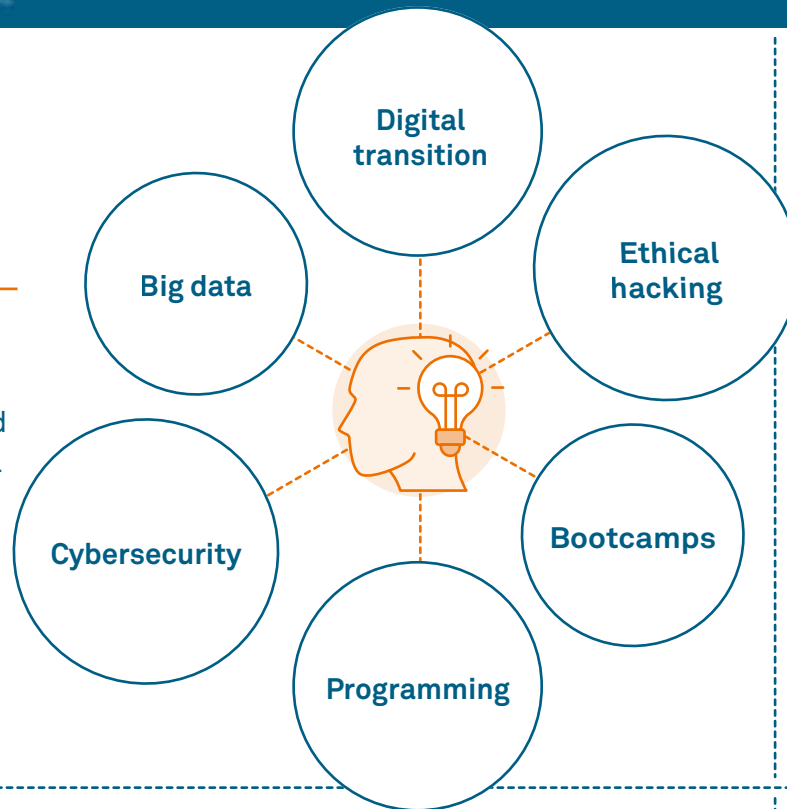 Digital
transition
Ethical
hacking
Big data
Bootcamps
Cybersecurity
Programming